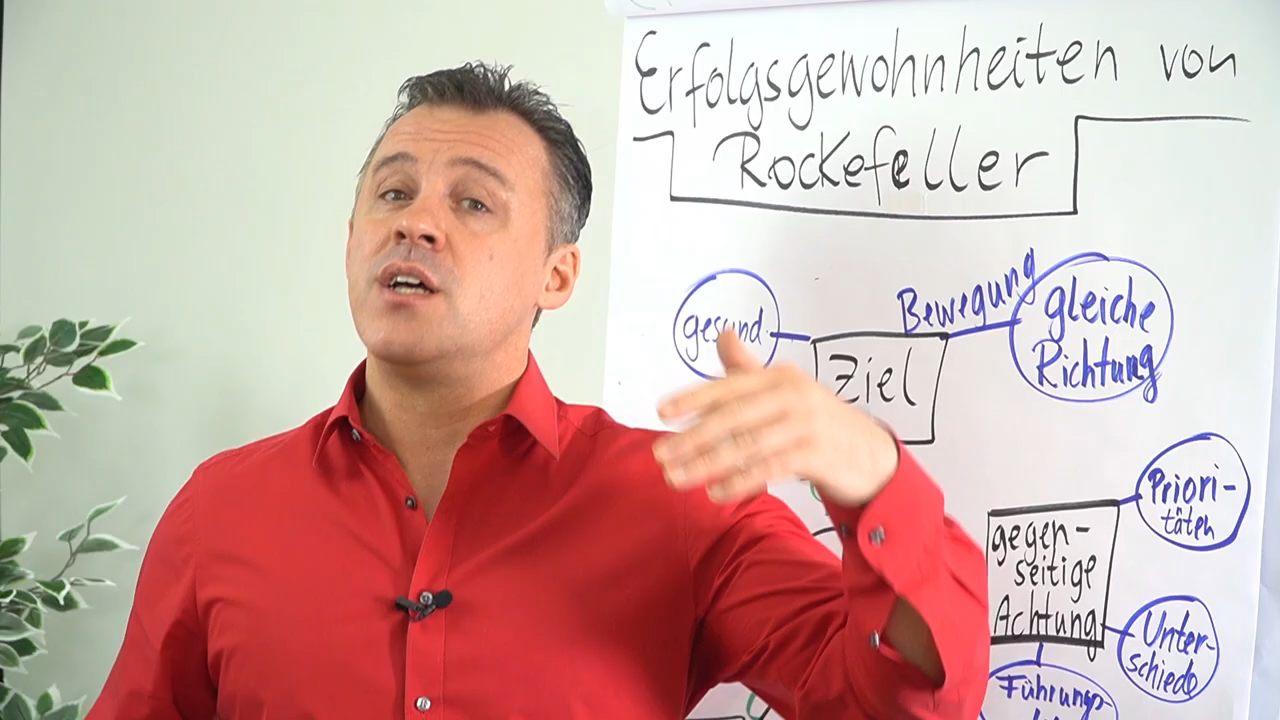 Erfolgsgewohnheiten von
Rockefeller
gesund
Bewegung
gleiche
Richtung
Ziel
Priori-
täten
gegen-
seitige
Achtung
Unter-
schiede
Führungs-